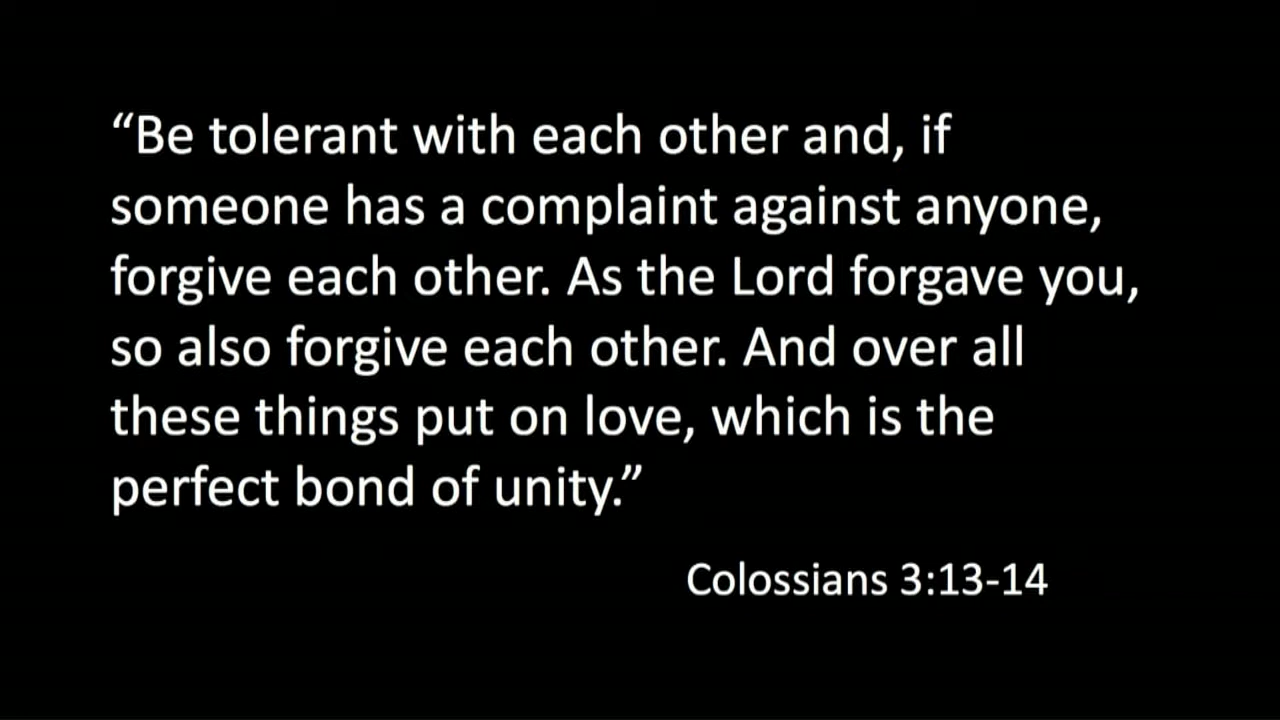 “Be tolerant with each other and, if
someone has a complaint against anyone,
forgive each other. As the Lord forgave you,
so also forgive each other. And over all
these things put on love, which is the
perfect bond of unity.”
Colossians 3:13-14